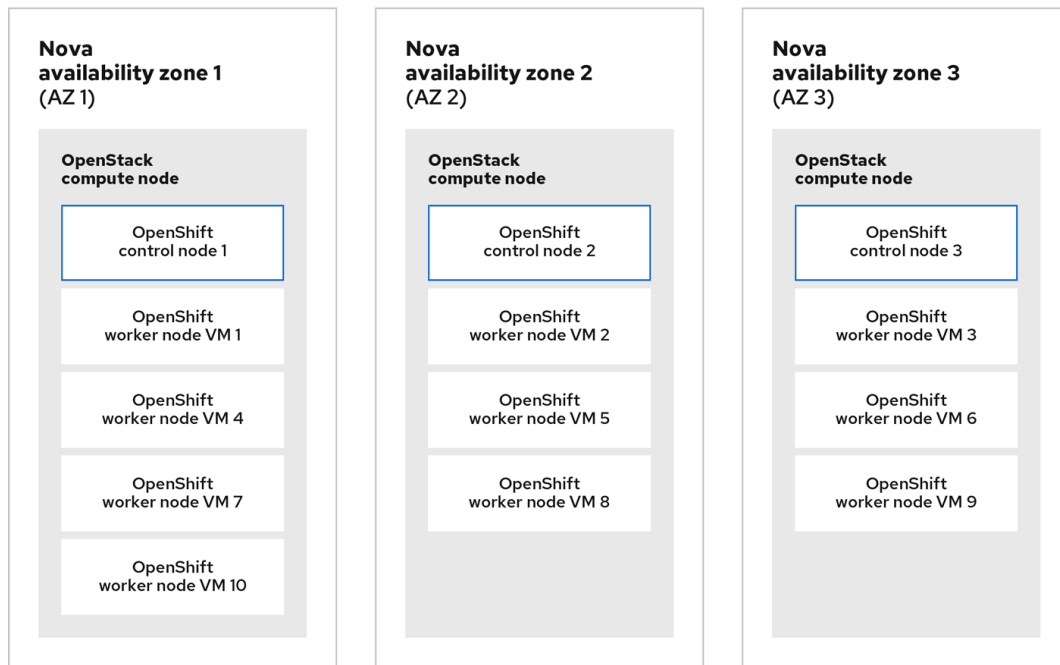 Nova
availability zone 1
(AZ 1)
OpenStack
compute node
OpenShift
control node 1
OpenShift
worker node VM 1
OpenShift
worker node VM 4
OpenShift
worker node VM 7
OpenShift
worker node VM 10
Nova
availability zone 2
(AZ 2)
OpenStack
compute node
OpenShift
control node 2
OpenShift
worker node VM 2
OpenShift
worker node VM 5
OpenShift
worker node VM 8
Nova
availability zone 3
(AZ 3)
OpenStack
compute node
OpenShift
control node 3
OpenShift
worker node VM 3
OpenShift
worker node VM 6
OpenShift
worker node VM 9